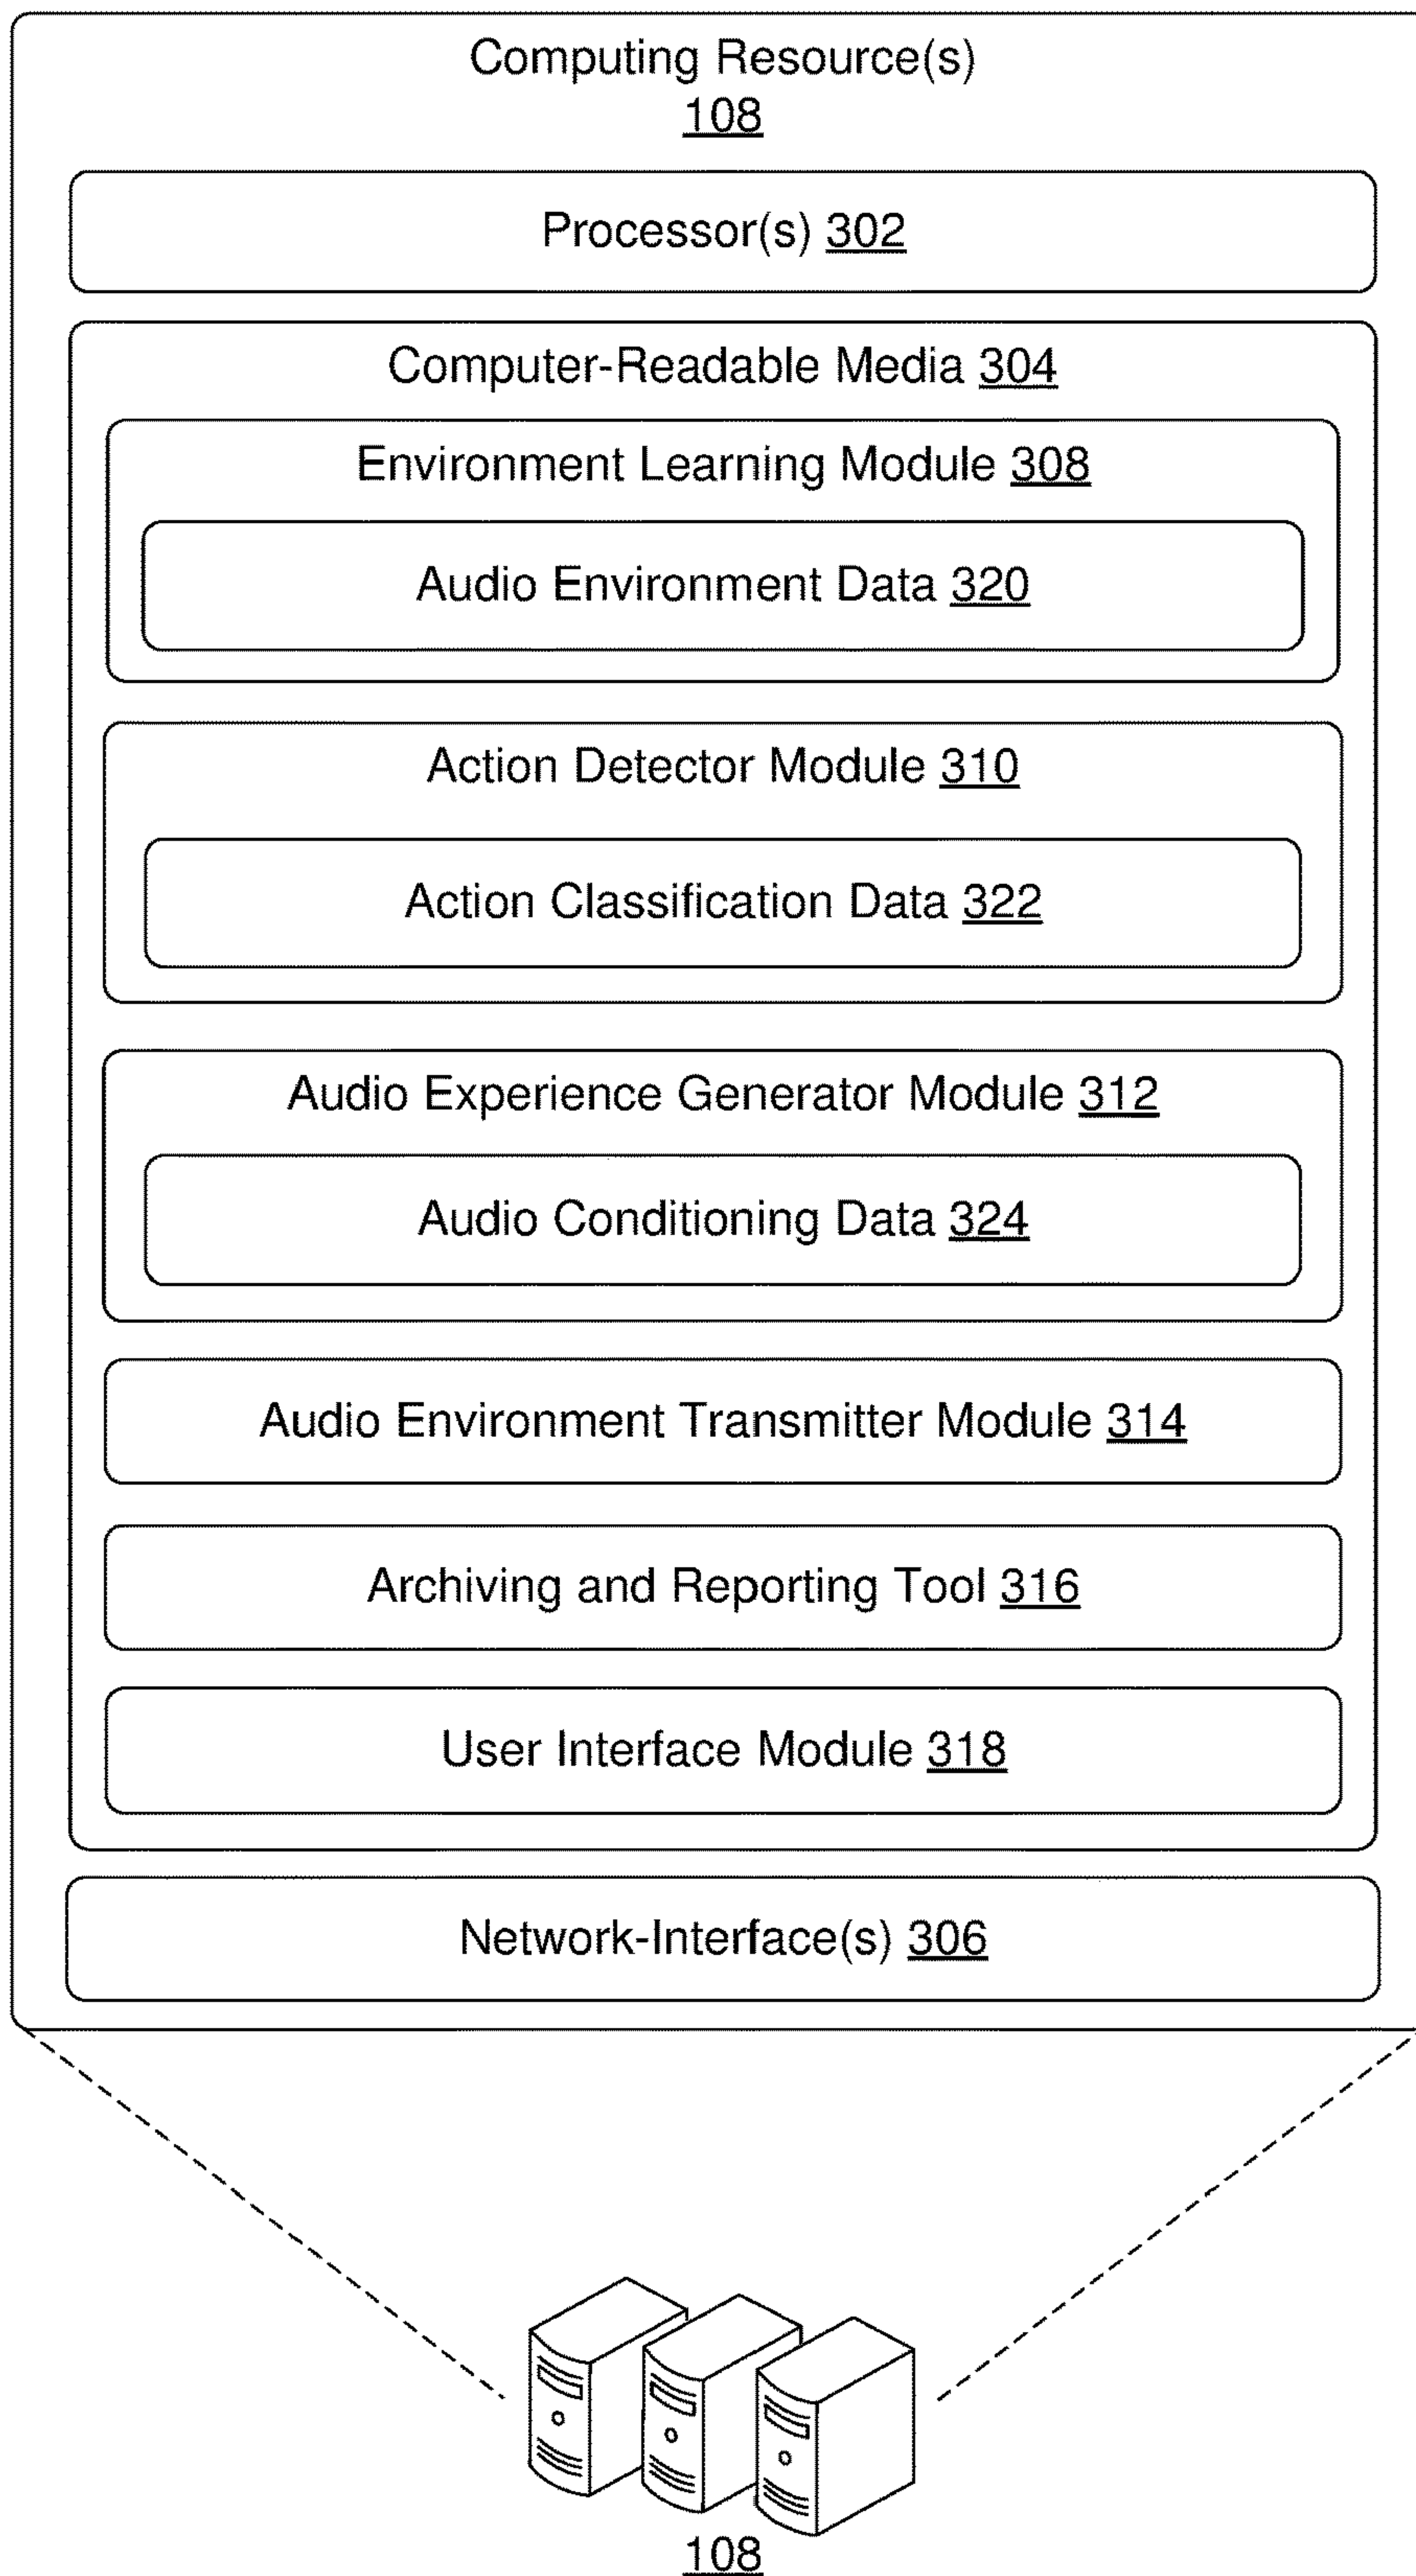 Computing Resource(s)
108
Processor(s) 302
Computer-Readable Media 304
Environment Learning Module 308
Audio Environment Data 320
Action Detector Module 310
Action Classification Data 322
Audio Experience Generator Module 312
Audio Conditioning Data 324
Audio Environment Transmitter Module 314
Archiving and Reporting Tool 316
User Interface Module 318
Network-Interface(s) 306
108